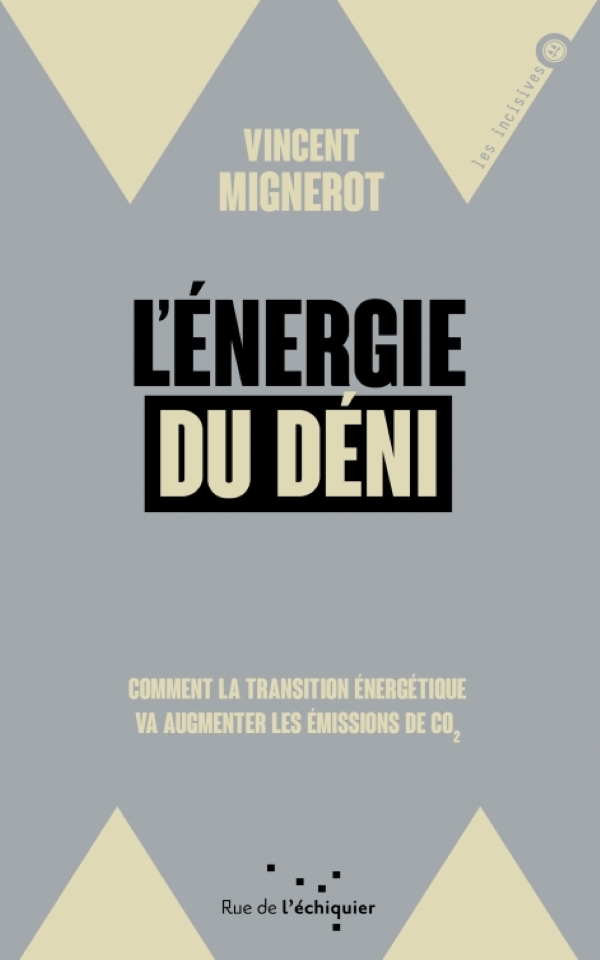 les incisives
VINCENT
MIGNEROT
L’ÉNERGIE
DU DÉNI
COMMENT LA TRANSITION ÉNERGÉTIQUE
VA AUGMENTER LES ÉMISSIONS DE CO₂
Rue de l’échiquier